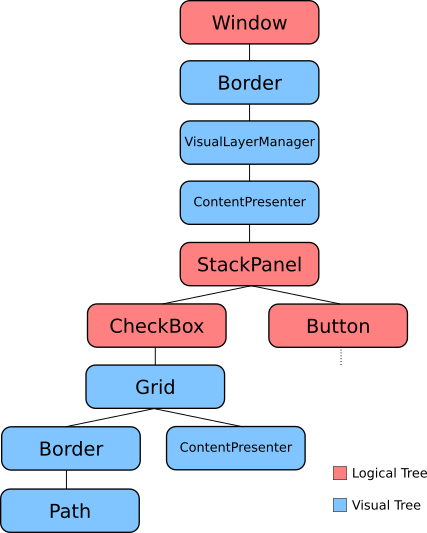 Window
Border
VisualLayerManager
ContentPresenter
StackPanel
CheckBox
Button
Grid
Border
ContentPresenter
Path
Logical Tree
Visual Tree